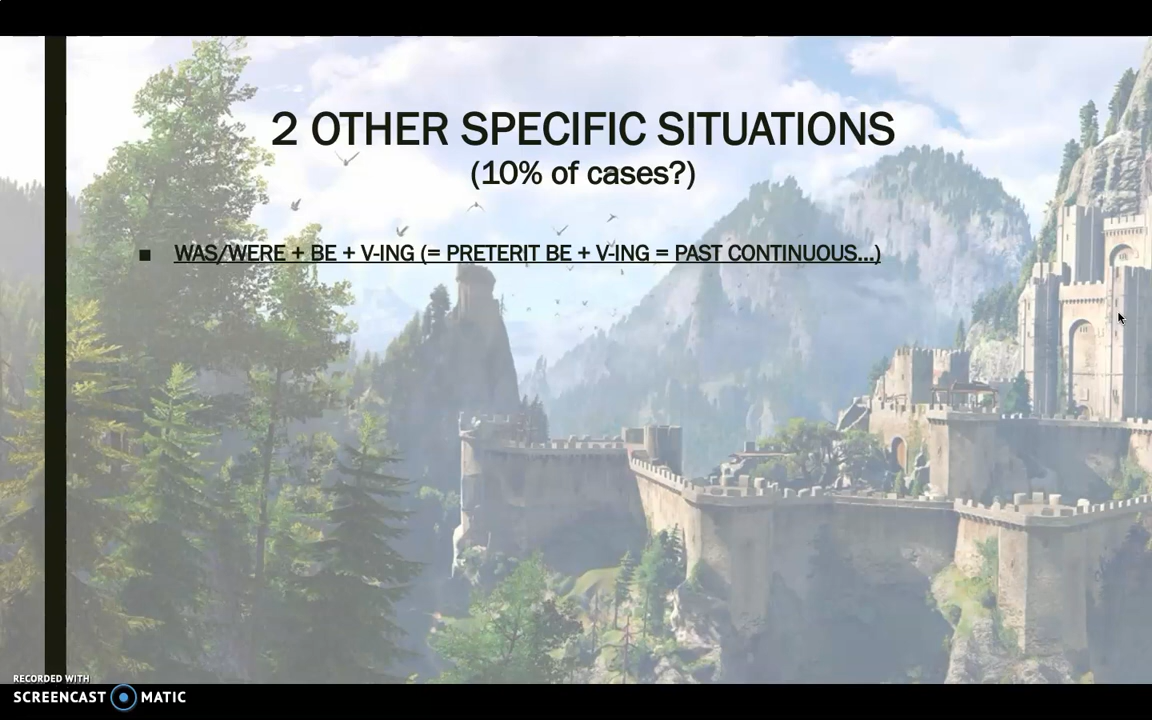 2 OTHER SPECIFIC SITUATIONS
(10% of cases?)
■ WAS/WERE + BE + V-ING (= PRETERIT BE + V-ING = PAST CONTINUOUS...)
RECORDED WITH
SCREENCAST MATIC